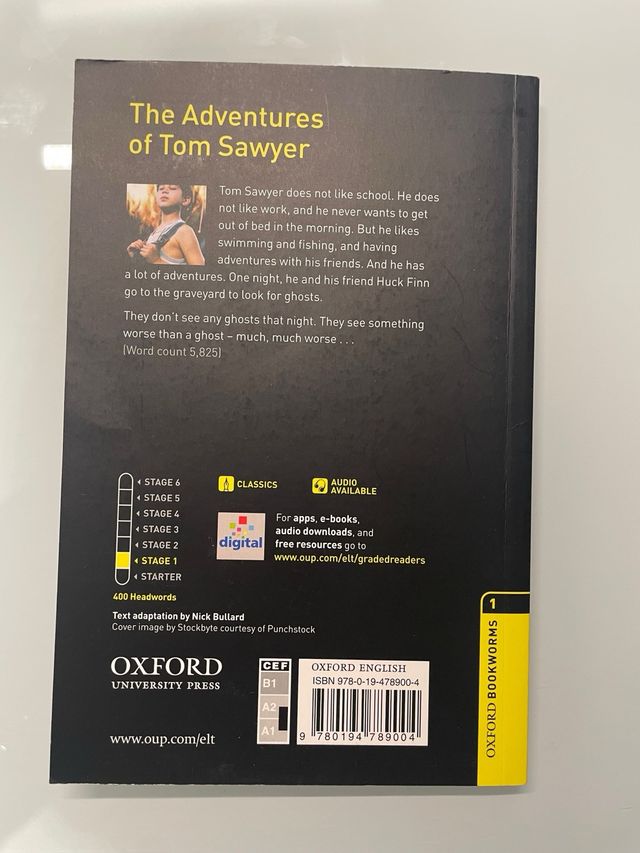 The Adventures
of Tom Sawyer
Tom Sawyer does not like school. He does
not like work, and he never wants to get
out of bed in the morning. But he likes
swimming and fishing, and having
adventures with his friends. And he has
a lot of adventures. One night, he and his friend Huck Finn
go to the graveyard to look for ghosts.
They don't see any ghosts that night. They see something
worse than a ghost – much, much worse . . .
(Word count 5,825)
STAGE 6
STAGE 5
STAGE 4
STAGE 3
STAGE 2
STAGE 1
STARTER
400 Headwords
CLASSICS
AUDIO
AVAILABLE
digital
For apps, e-books,
audio downloads, and
free resources go to
www.oup.com/elt/gradedreaders
Text adaptation by Nick Bullard
Cover image by Stockbyte courtesy of Punchstock
OXFORD
UNIVERSITY PRESS
www.oup.com/elt
CEF
B1
A2
A1
OXFORD ENGLISH
ISBN 978-0-19-478900-4
9 780194 789004
1
OXFORD BOOKWORMS